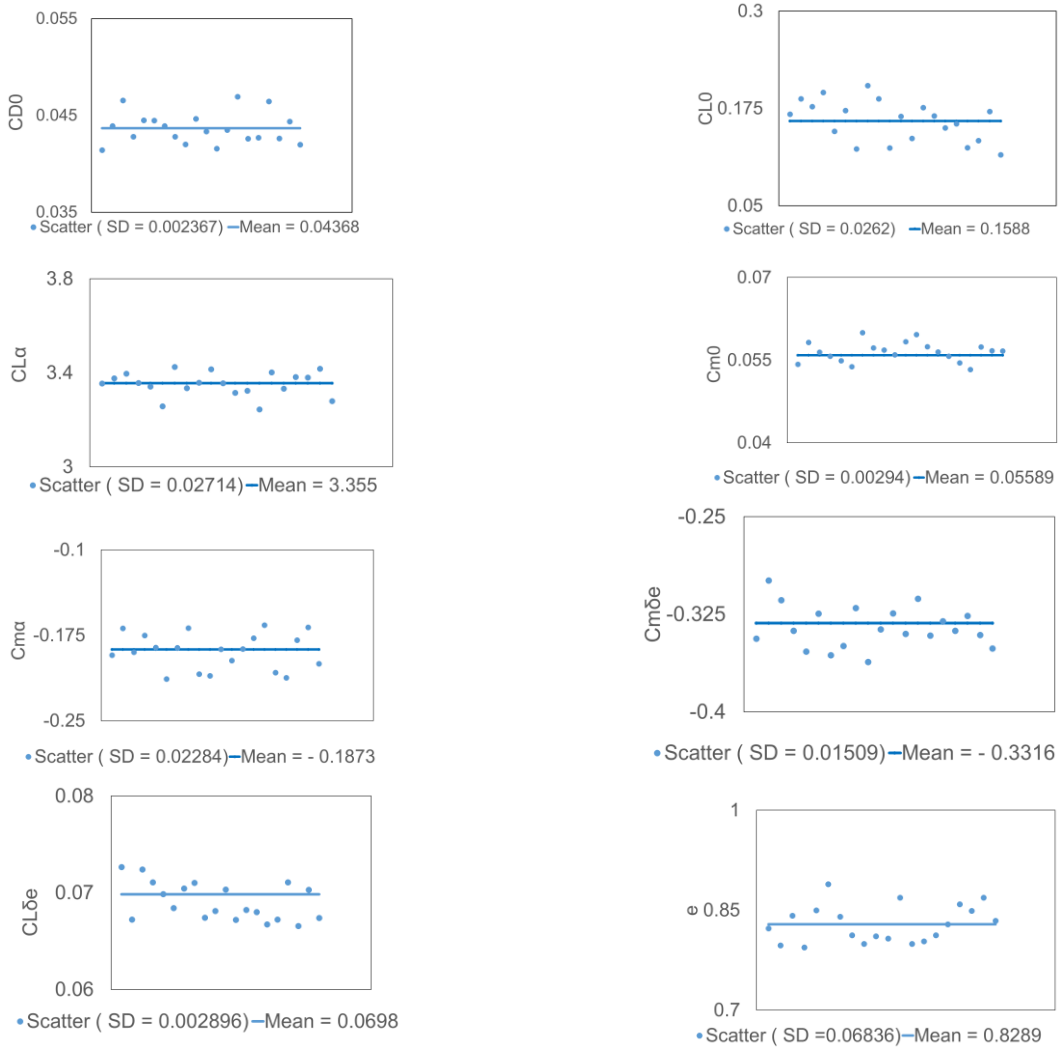 0.055
CD0
0.045
0.035
Scatter ( SD = 0.002367) Mean = 0.04368
0.3
CL0
0.175
0.05
Scatter ( SD = 0.0262) Mean = 0.1588
3.8
CLα
3.4
3
Scatter ( SD = 0.02714) Mean = 3.355
0.07
Cm0
0.055
0.04
Scatter ( SD = 0.00294) Mean = 0.05589
-0.1
Cmα
-0.175
-0.25
Scatter ( SD = 0.02284) Mean = - 0.1873
-0.25
Cmδe
-0.325
-0.4
Scatter ( SD = 0.01509) Mean = - 0.3316
0.08
CLδe
0.07
0.06
Scatter ( SD = 0.002896) Mean = 0.0698
1
e
0.85
0.7
Scatter ( SD =0.06836) Mean = 0.8289